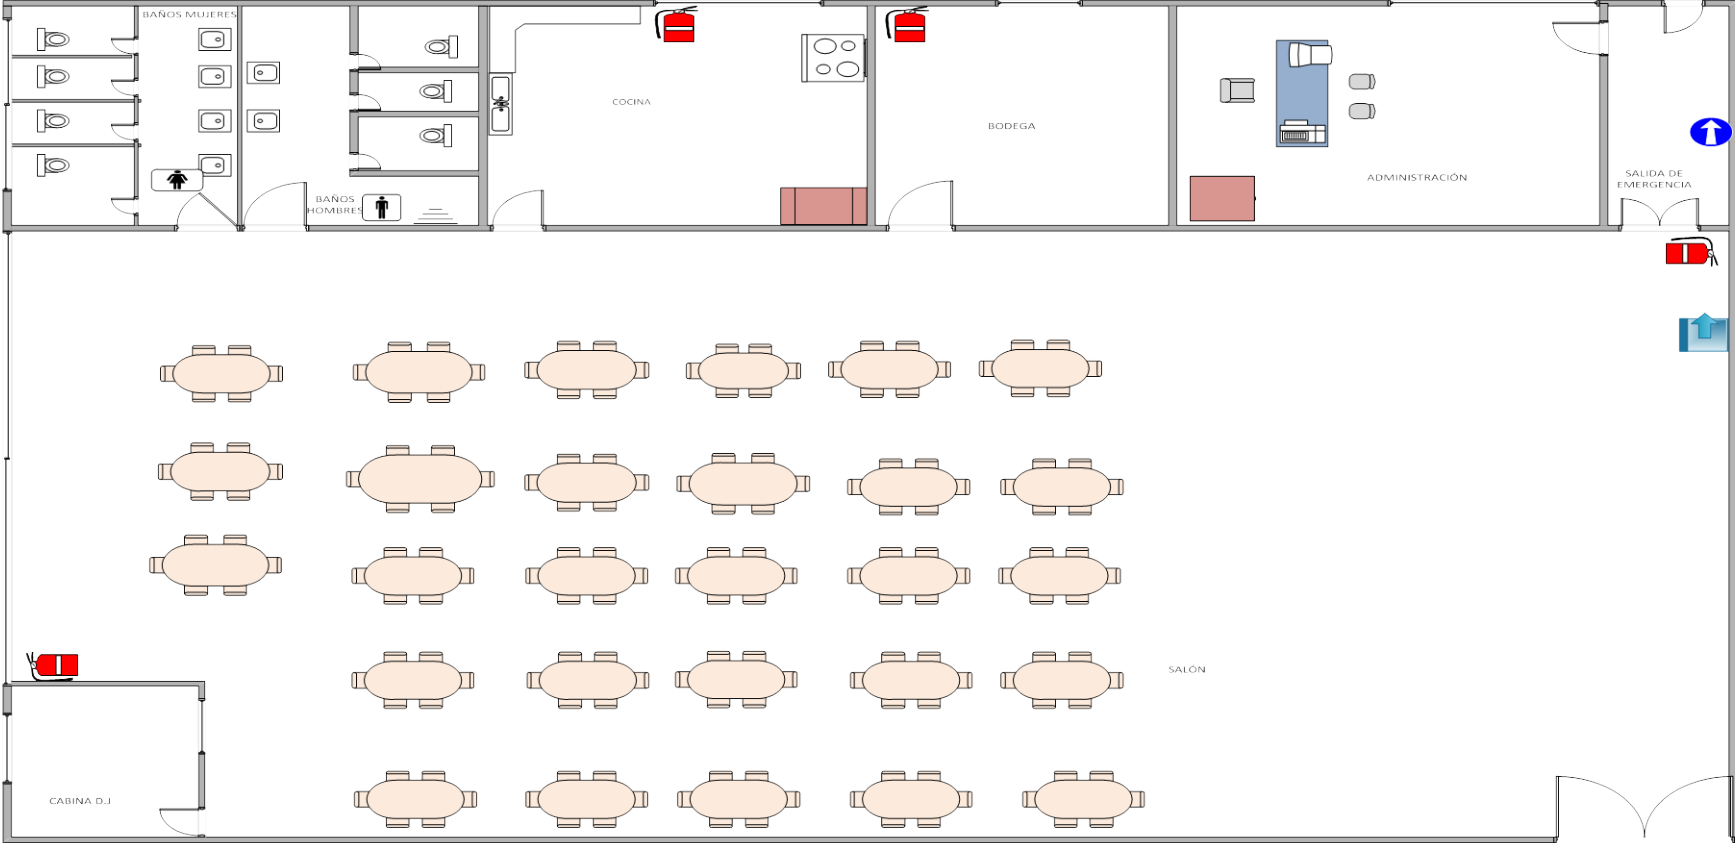 BAÑOS MUJERES
COCINA
BODEGA
ADMINISTRACIÓN
SALIDA DE
EMERGENCIA
BAÑOS
HOMBRES
SALÓN
CABINA D.J